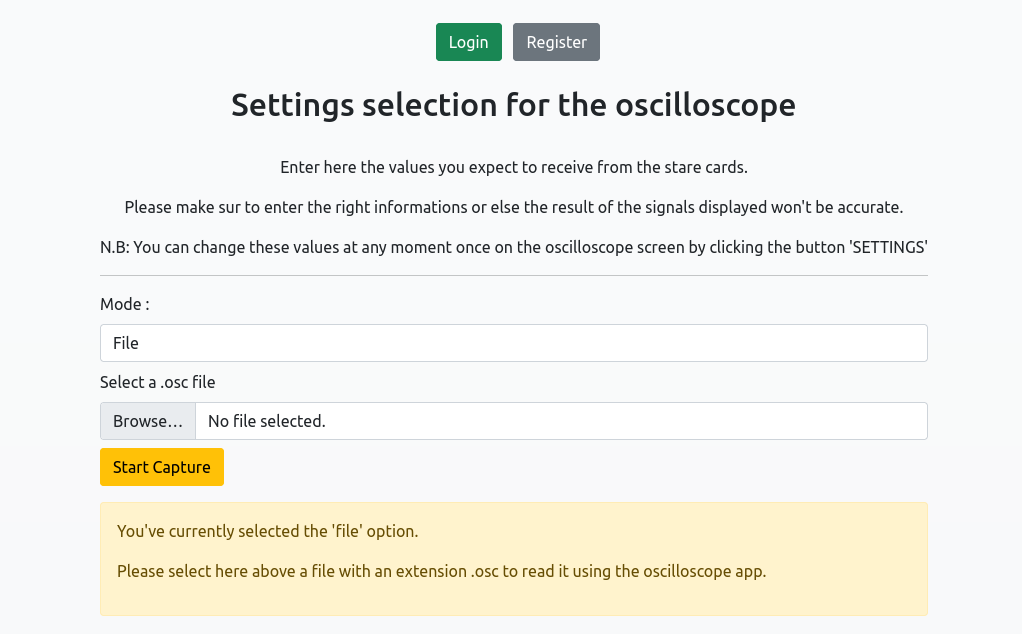 Login Register
Settings selection for the oscilloscope
Enter here the values you expect to receive from the stare cards.
Please make sur to enter the right informations or else the result of the signals displayed won't be accurate.
N.B: You can change these values at any moment once on the oscilloscope screen by clicking the button 'SETTINGS'
Mode :
File
Select a .osc file
Browse… No file selected.
Start Capture
You've currently selected the 'file' option.
Please select here above a file with an extension .osc to read it using the oscilloscope app.